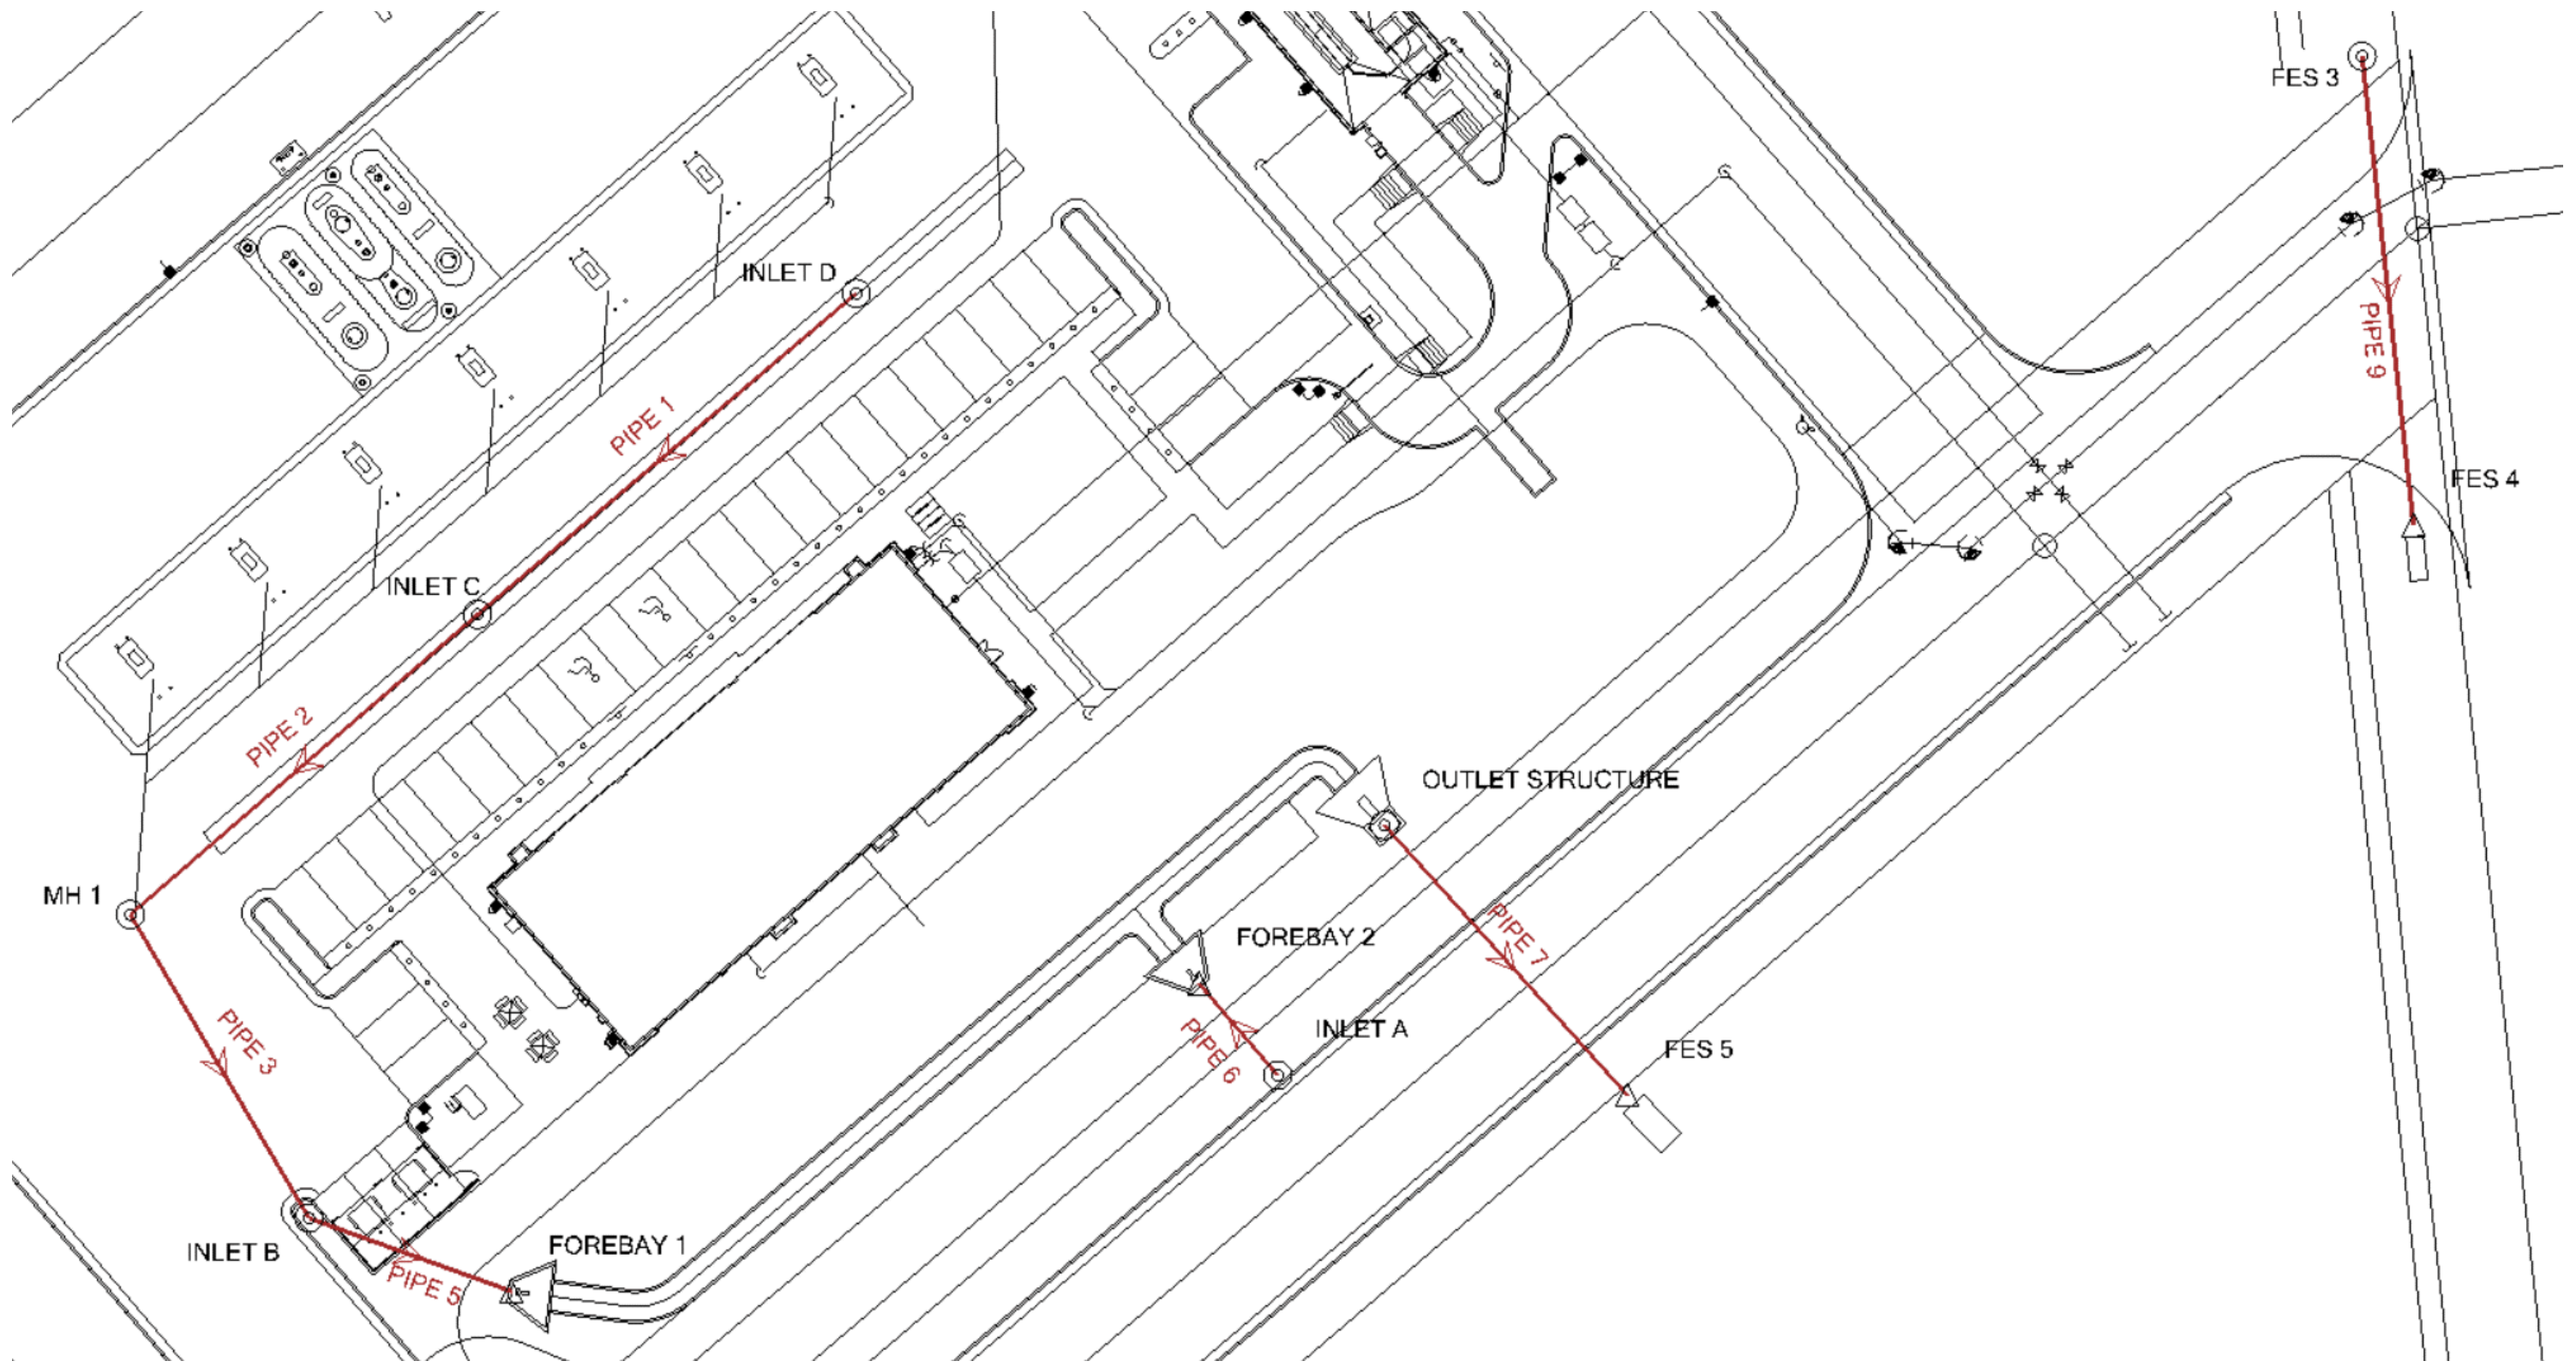 FES 3
INLET D
PIPE 9
PIPE 1
FES 4
INLET C
PIPE 2
OUTLET STRUCTURE
MH 1
PIPE 7
FOREBAY 2
INLET A
PIPE 3
PIPE 6
FES 5
INLET B
FOREBAY 1
PIPE 5